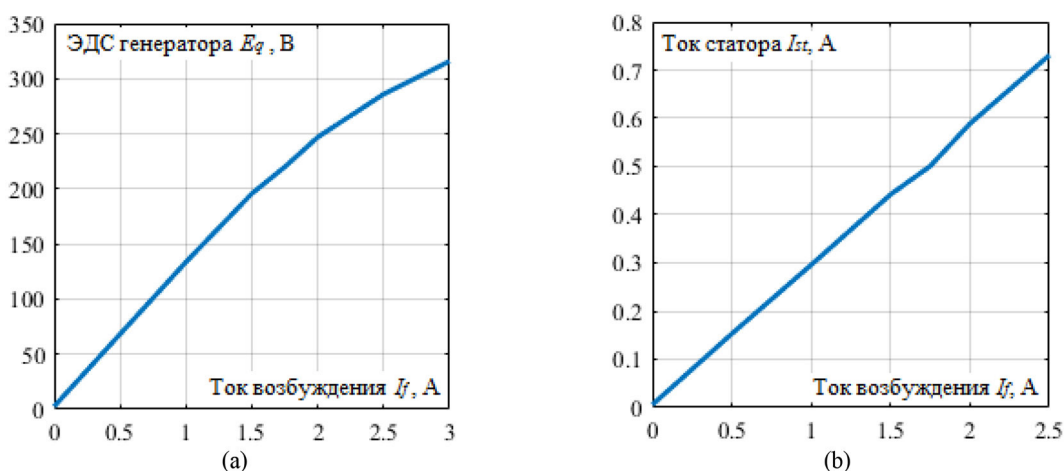 350
300
250
200
150
100
50
0
ЭДС генератора Eq , В
Ток возбуждения If , А
0 0.5 1 1.5 2 2.5 3
(a)
0.8
0.7
0.6
0.5
0.4
0.3
0.2
0.1
0
Ток статора Ist, А
Ток возбуждения If, А
0 0.5 1 1.5 2 2.5
(b)